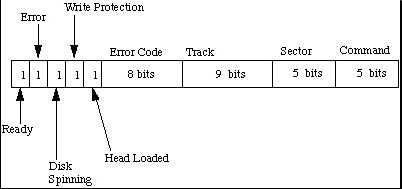 Write Protection
Error
Error Code Track Sector Command
1 1 1 1 1 8 bits 9 bits 5 bits 5 bits
Ready
Head Loaded
Disk
Spinning